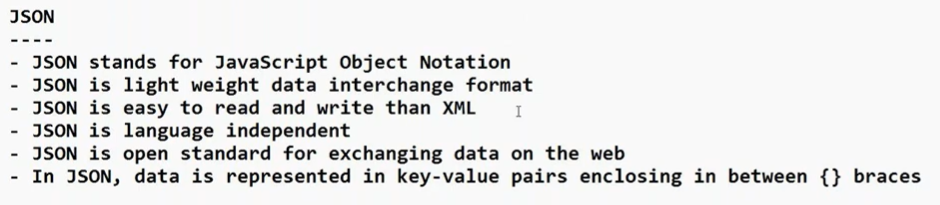 JSON
----
- JSON stands for JavaScript Object Notation
- JSON is light weight data interchange format
- JSON is easy to read and write than XML
- JSON is language independent
- JSON is open standard for exchanging data on the web
- In JSON, data is represented in key-value pairs enclosing in between {} braces